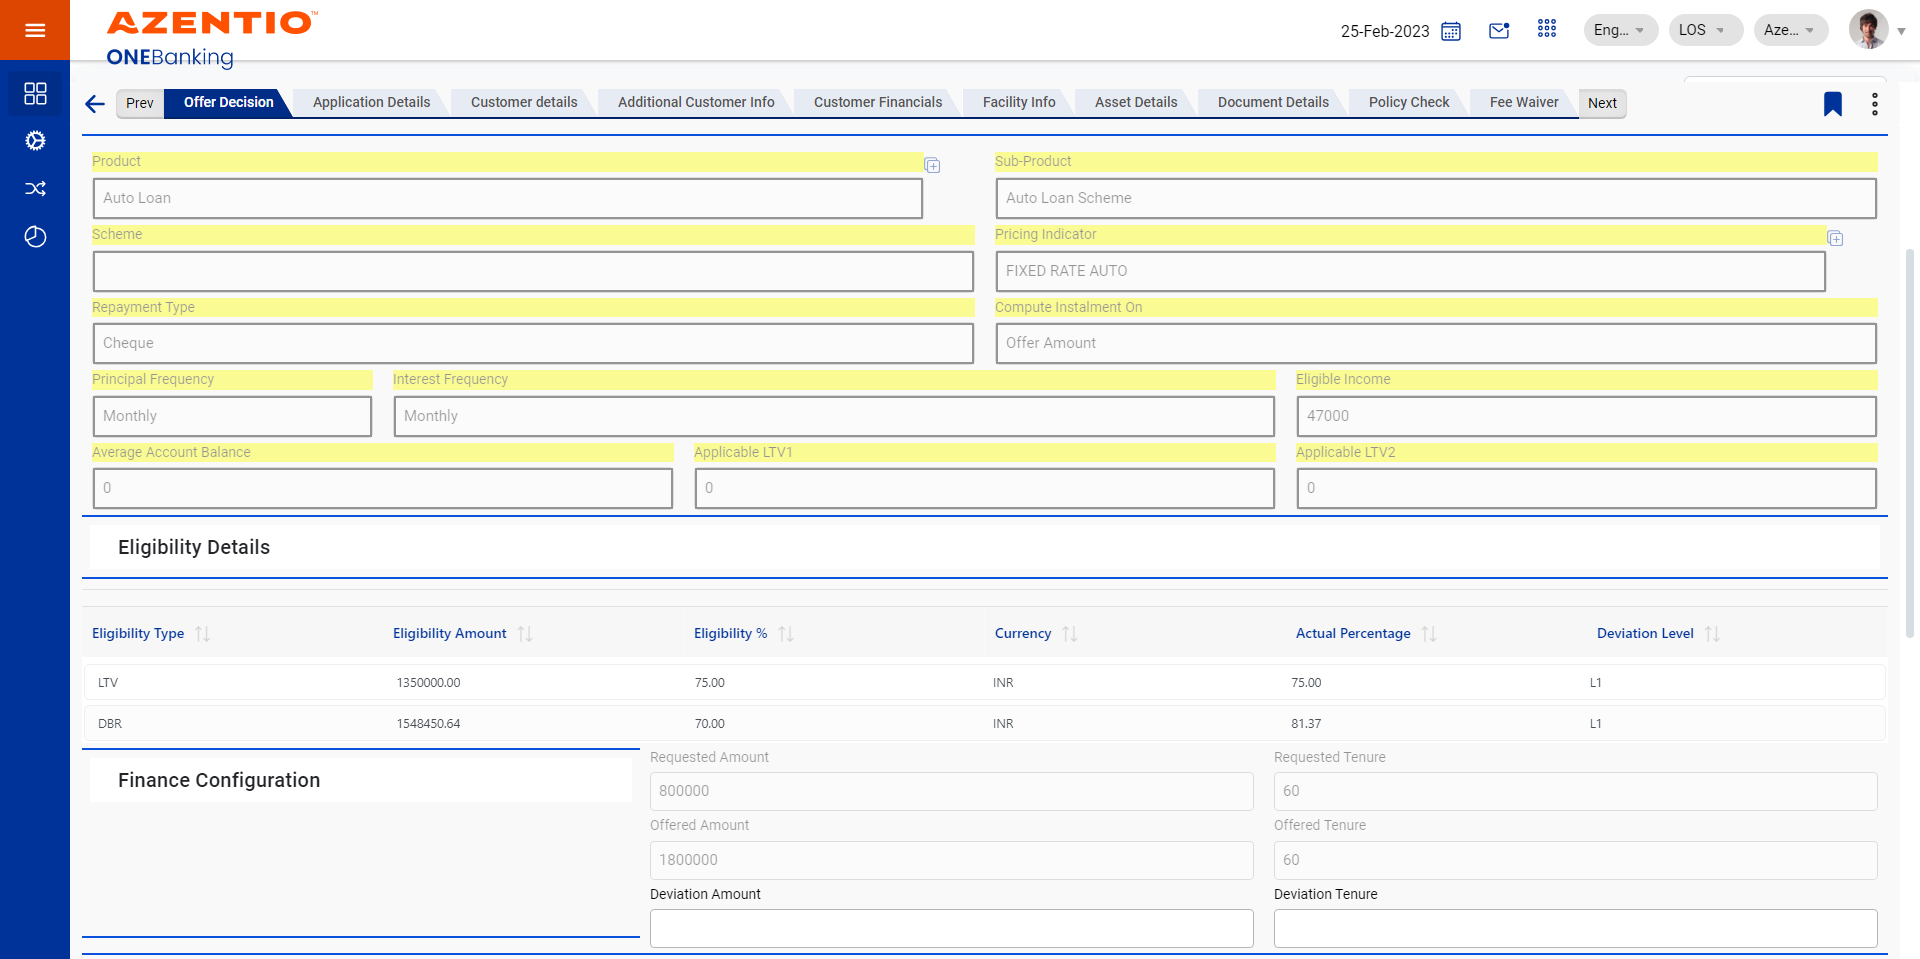 AZENTIO™
ONEBanking
25-Feb-2023
Eng...
LOS
Aze...
Prev
Offer Decision
Application Details
Customer details
Additional Customer Info
Customer Financials
Facility Info
Asset Details
Document Details
Policy Check
Fee Waiver
Next
Product
Sub-Product
Auto Loan
Auto Loan Scheme
Scheme
Pricing Indicator
FIXED RATE AUTO
Repayment Type
Compute Instalment On
Cheque
Offer Amount
Principal Frequency
Interest Frequency
Eligible Income
Monthly
Monthly
47000
Average Account Balance
Applicable LTV1
Applicable LTV2
0
0
0
Eligibility Details
Eligibility Type
Eligibility Amount
Eligibility %
Currency
Actual Percentage
Deviation Level
LTV
1350000.00
75.00
INR
75.00
L1
DBR
1548450.64
70.00
INR
81.37
L1
Finance Configuration
Requested Amount
Requested Tenure
800000
60
Offered Amount
Offered Tenure
1800000
60
Deviation Amount
Deviation Tenure